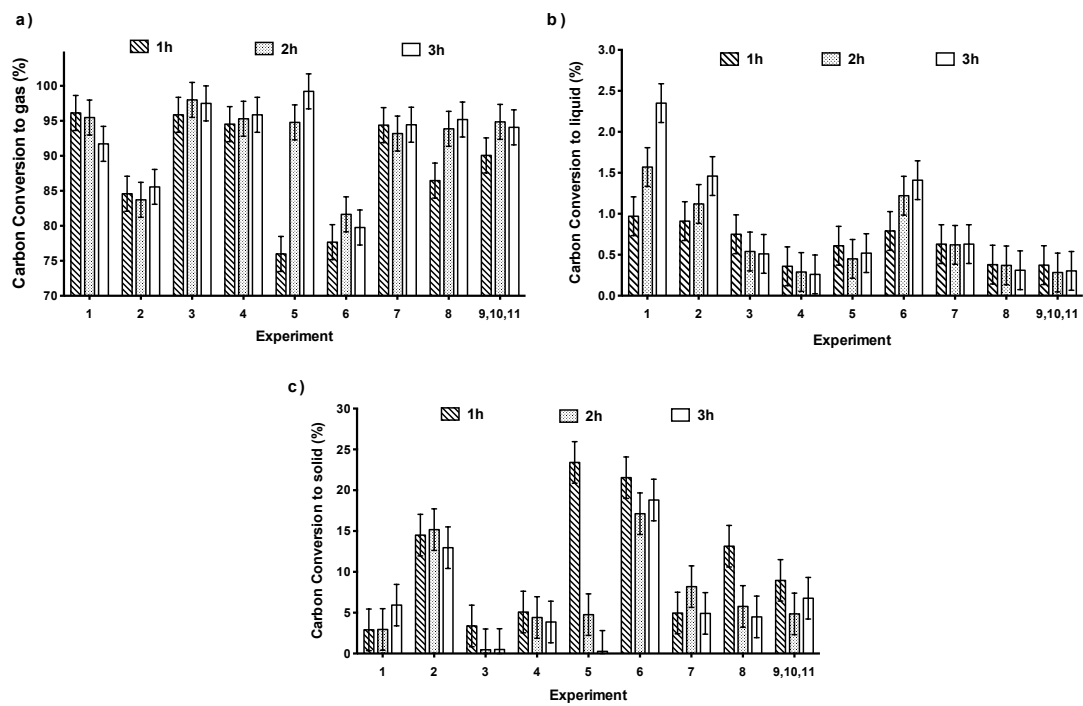 a)
1h 2h 3h
Carbon Conversion to gas (%)
100
95
90
85
80
75
70
1 2 3 4 5 6 7 8 9,10,11
Experiment
b)
1h 2h 3h
Carbon Conversion to liquid (%)
3.0
2.5
2.0
1.5
1.0
0.5
0.0
1 2 3 4 5 6 7 8 9,10,11
Experiment
c)
1h 2h 3h
Carbon Conversion to solid (%)
30
25
20
15
10
5
0
1 2 3 4 5 6 7 8 9,10,11
Experiment